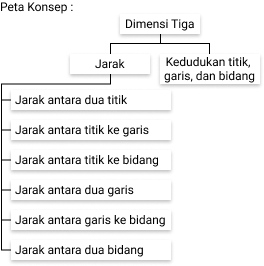 Peta Konsep :
Dimensi Tiga
Jarak
Kedudukan titik,
garis, dan bidang
Jarak antara dua titik
Jarak antara titik ke garis
Jarak antara titik ke bidang
Jarak antara dua garis
Jarak antara garis ke bidang
Jarak antara dua bidang